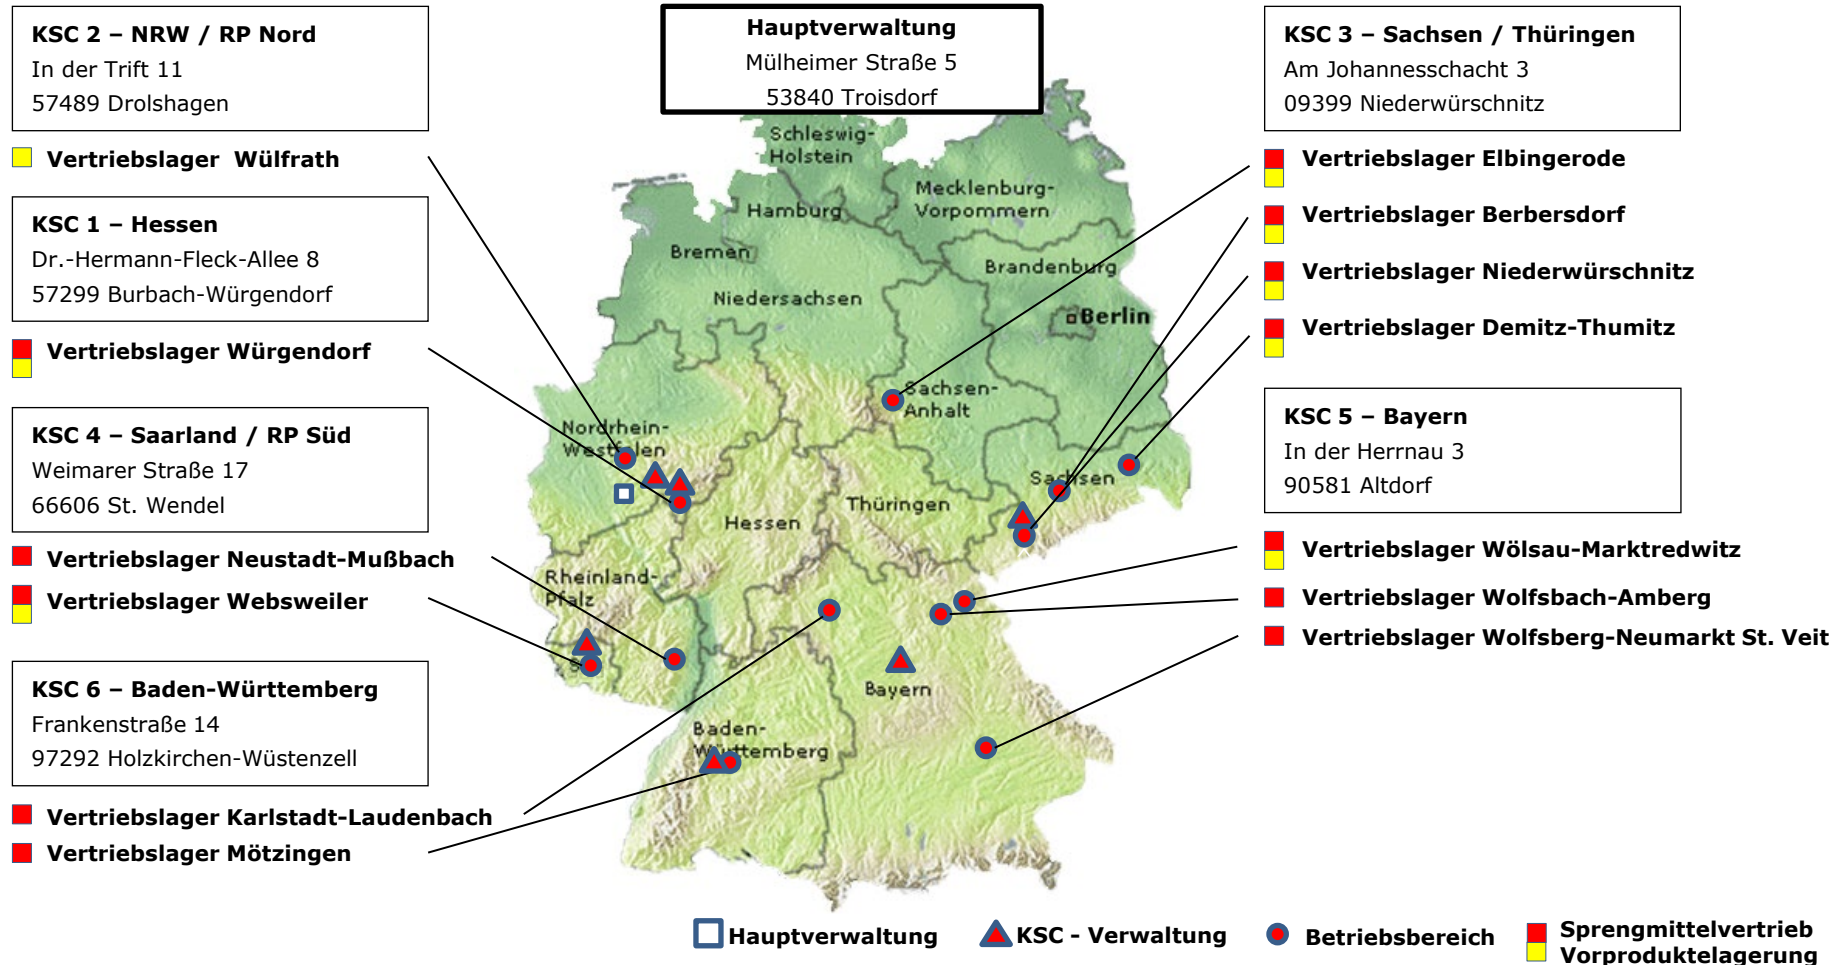 KSC 2 – NRW / RP Nord
In der Trift 11
57489 Drolshagen
Vertriebslager Wülfrath
KSC 1 – Hessen
Dr.-Hermann-Fleck-Allee 8
57299 Burbach-Würgendorf
Vertriebslager Würgendorf
KSC 4 – Saarland / RP Süd
Weimarer Straße 17
66606 St. Wendel
Vertriebslager Neustadt-Mußbach
Vertriebslager Websweiler
KSC 6 – Baden-Württemberg
Frankenstraße 14
97292 Holzkirchen-Wüstenzell
Vertriebslager Karlstadt-Laudenbach
Vertriebslager Mötzingen
Hauptverwaltung
Mülheimer Straße 5
53840 Troisdorf
Schleswig-
Holstein
Mecklenburg-
Vorpommern
Hamburg
Bremen
Brandenburg
Niedersachsen
Berlin
Sachsen-
Anhalt
Nordrhein-
Westfalen
Sachsen
Thüringen
Hessen
Rheinland-
Pfalz
Bayern
Baden-
Württemberg
KSC 3 – Sachsen / Thüringen
Am Johannesschacht 3
09399 Niederwürschnitz
Vertriebslager Elbingerode
Vertriebslager Berbersdorf
Vertriebslager Niederwürschnitz
Vertriebslager Demitz-Thumitz
KSC 5 – Bayern
In der Herrnau 3
90581 Altdorf
Vertriebslager Wölsau-Marktredwitz
Vertriebslager Wolfsbach-Amberg
Vertriebslager Wolfsberg-Neumarkt St. Veit
Hauptverwaltung
KSC - Verwaltung
Betriebsbereich
Sprengmittelvertrieb
Vorproduktelagerung